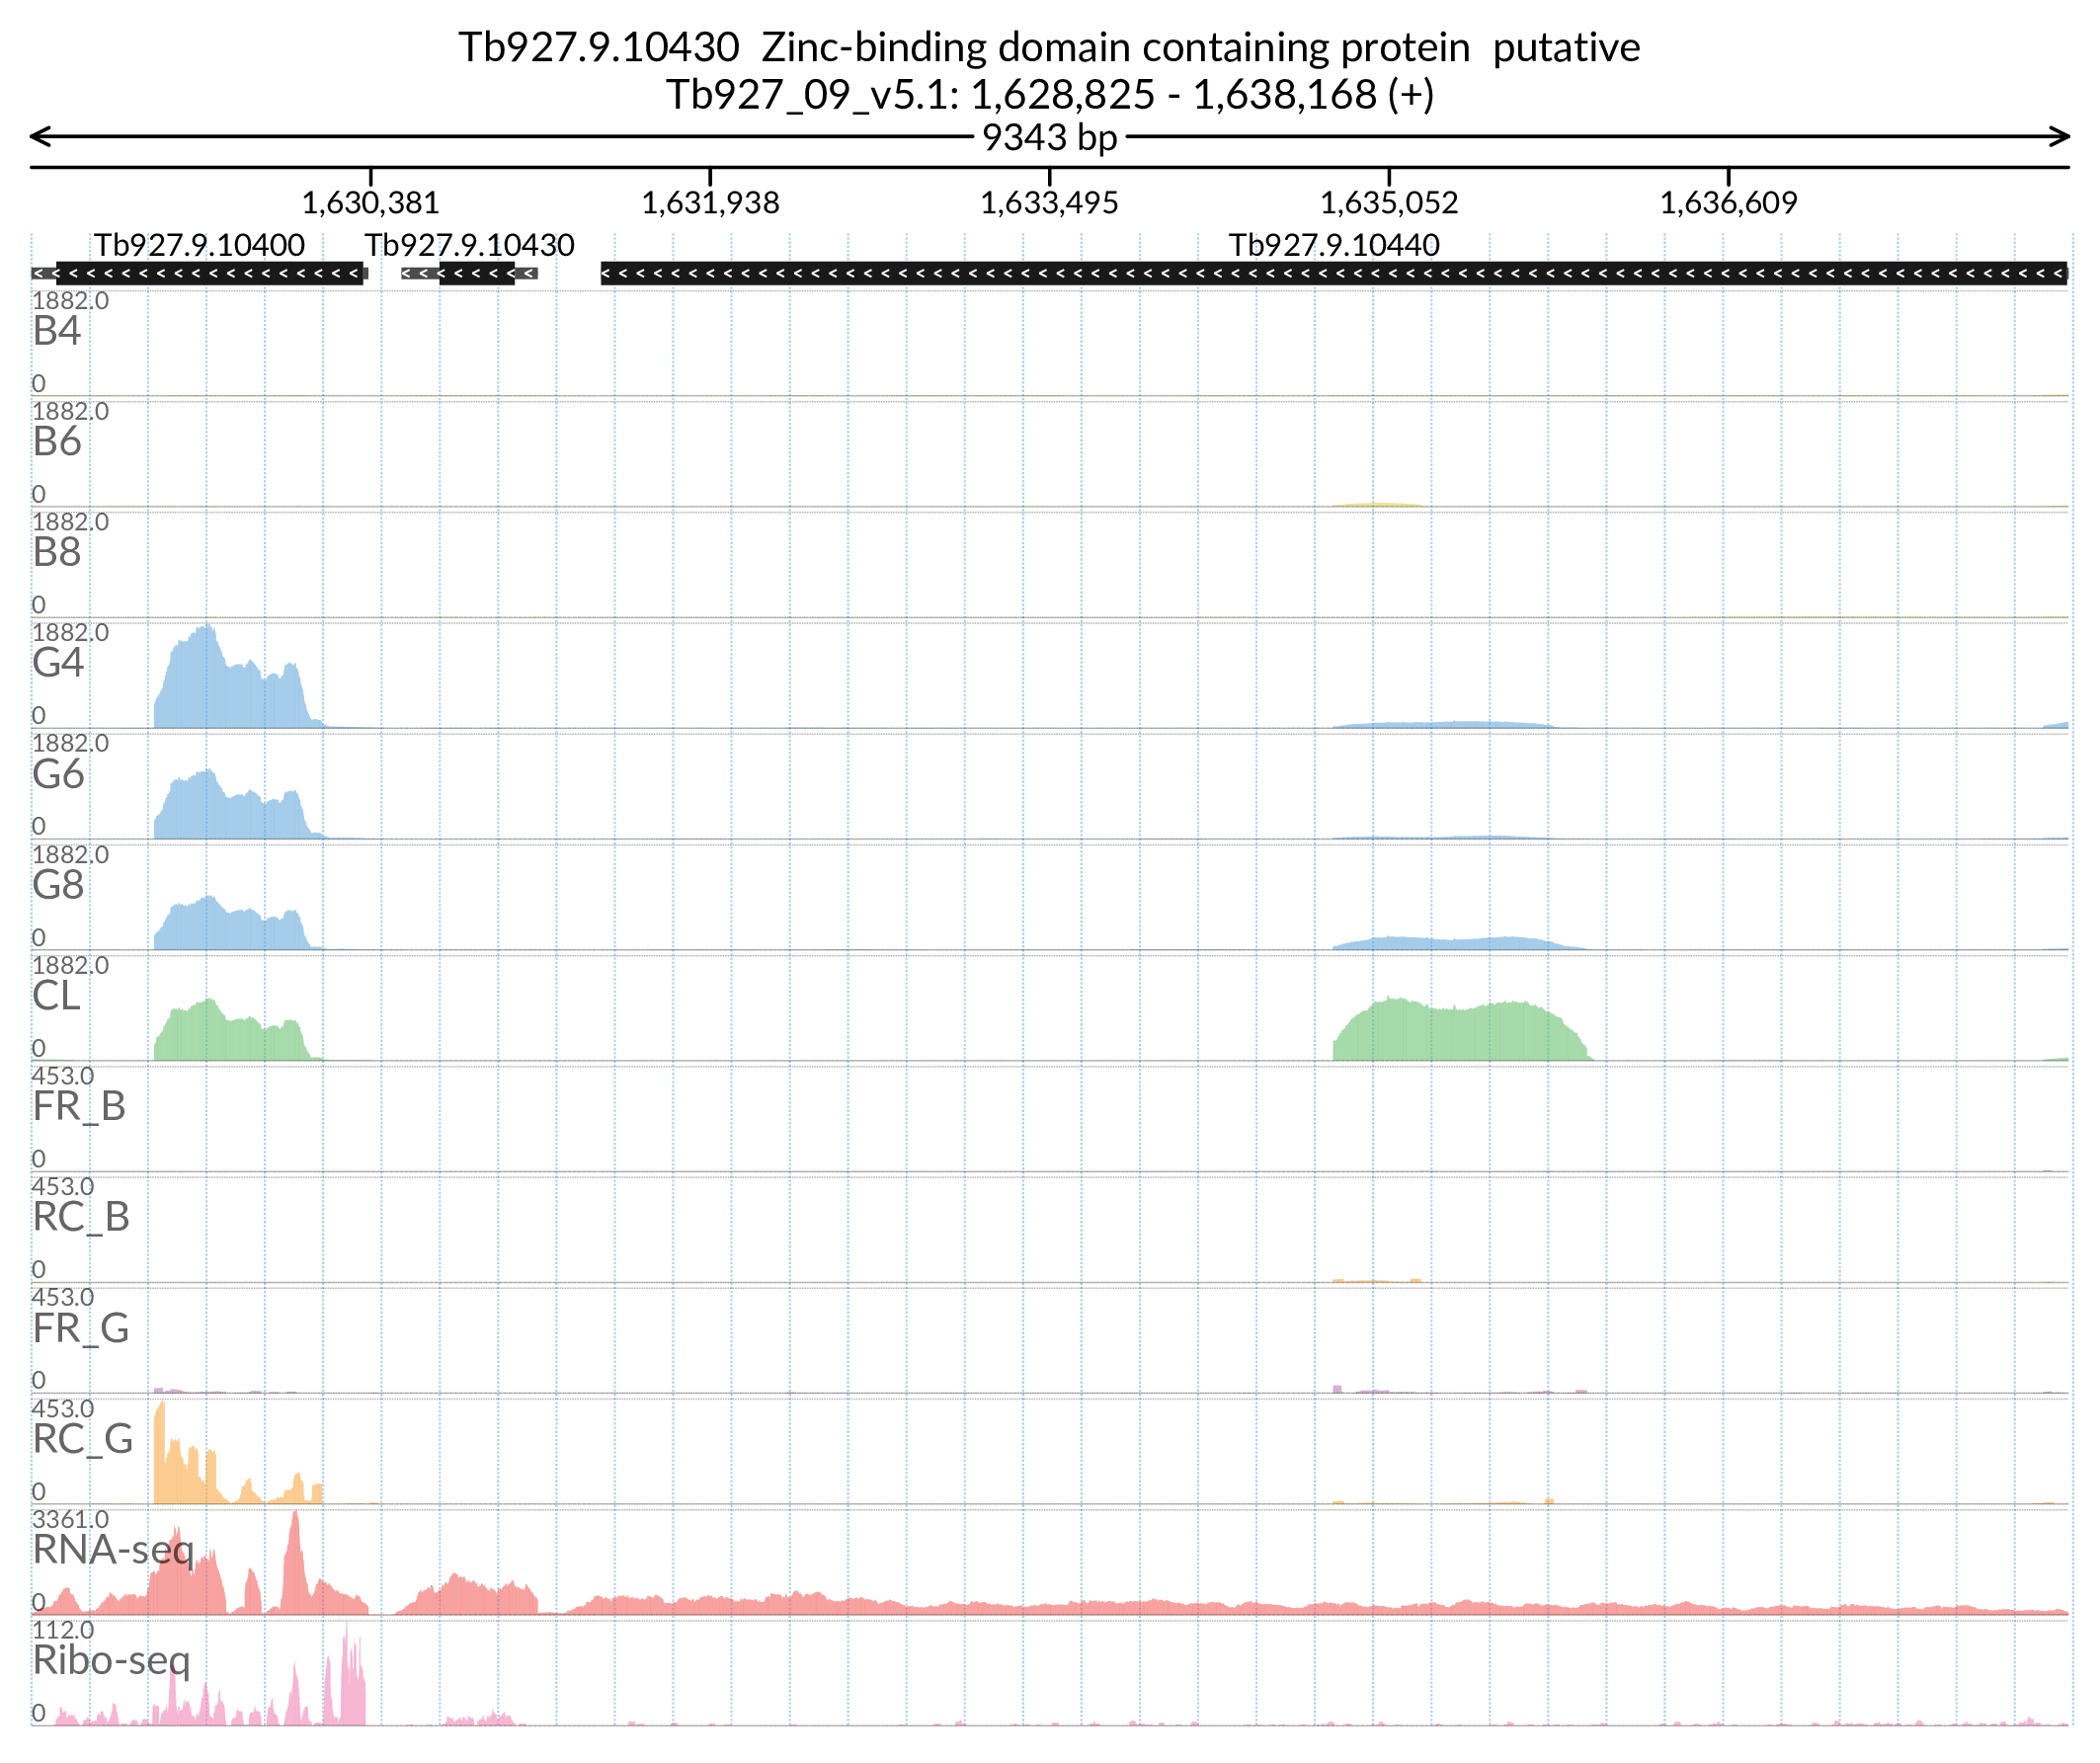 Tb927.9.10430 Zinc-binding domain containing protein putative
Tb927_09_v5.1: 1,628,825 - 1,638,168 (+)
9343 bp
1,630,381 1,631,938 1,633,495 1,635,052 1,636,609
Tb927.9.10400 Tb927.9.10430 Tb927.9.10440
1882.0
B4
0
1882.0
B6
0
1882.0
B8
0
1882.0
G4
0
1882.0
G6
0
1882.0
G8
0
1882.0
CL
0
453.0
FR_B
0
453.0
RC_B
0
453.0
FR_G
0
453.0
RC_G
0
3361.0
RNA-seq
0
112.0
Ribo-seq
0